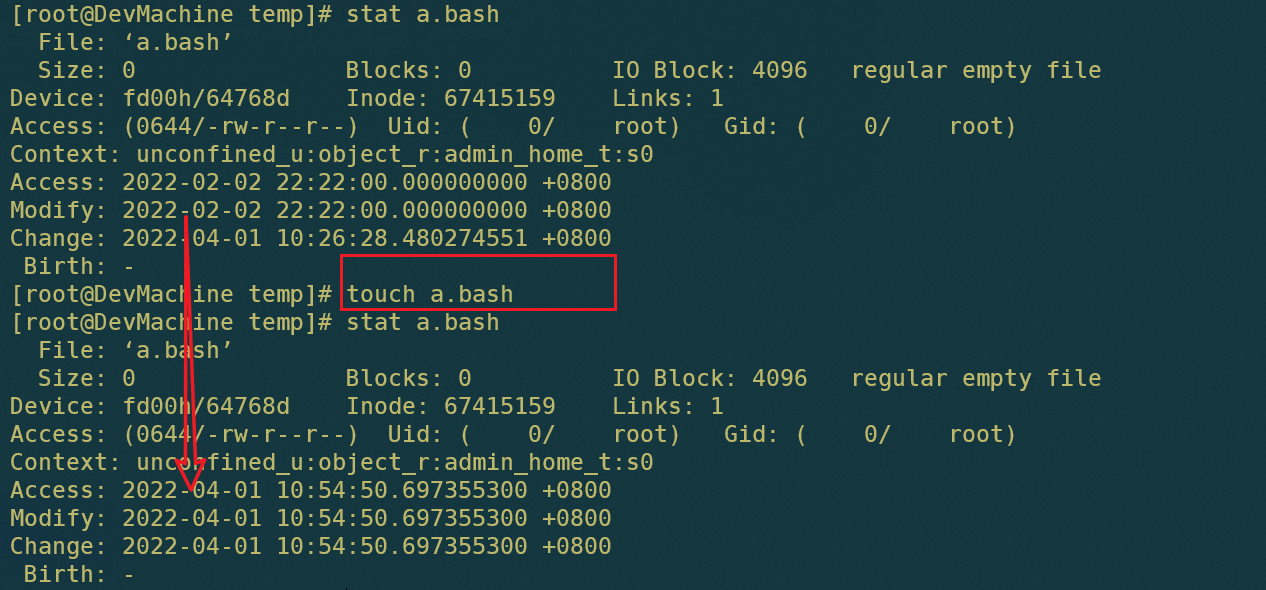 [root@DevMachine temp]# stat a.bash
  File: ‘a.bash’
  Size: 0               Blocks: 0          IO Block: 4096   regular empty file
Device: fd00h/64768d    Inode: 67415159    Links: 1
Access: (0644/-rw-r--r--)  Uid: (    0/    root)   Gid: (    0/    root)
Context: unconfined_u:object_r:admin_home_t:s0
Access: 2022-02-02 22:22:00.000000000 +0800
Modify: 2022-02-02 22:22:00.000000000 +0800
Change: 2022-04-01 10:26:28.480274551 +0800
 Birth: -
[root@DevMachine temp]# touch a.bash
[root@DevMachine temp]# stat a.bash
  File: ‘a.bash’
  Size: 0               Blocks: 0          IO Block: 4096   regular empty file
Device: fd00h/64768d    Inode: 67415159    Links: 1
Access: (0644/-rw-r--r--)  Uid: (    0/    root)   Gid: (    0/    root)
Context: unconfined_u:object_r:admin_home_t:s0
Access: 2022-04-01 10:54:50.697355300 +0800
Modify: 2022-04-01 10:54:50.697355300 +0800
Change: 2022-04-01 10:54:50.697355300 +0800
 Birth: -